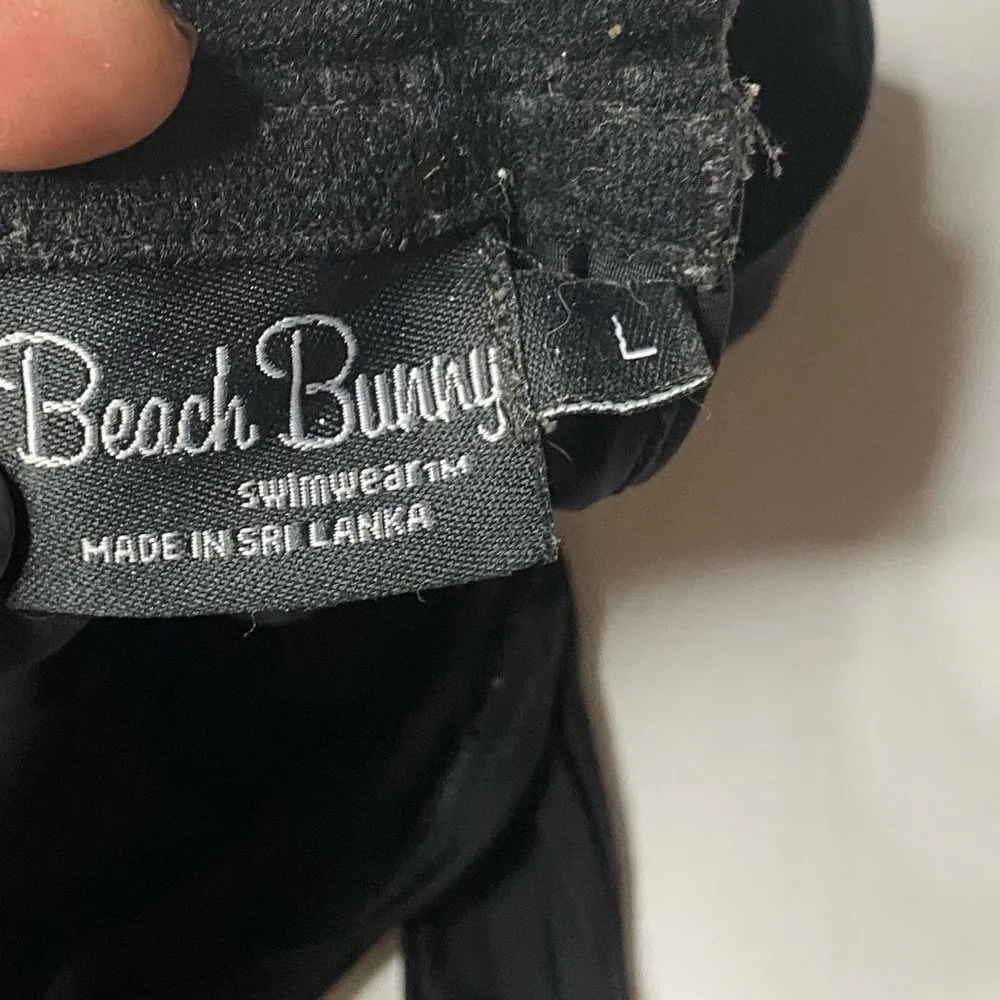 Beach Bunny
swimwear™
MADE IN SRI LANKA
L